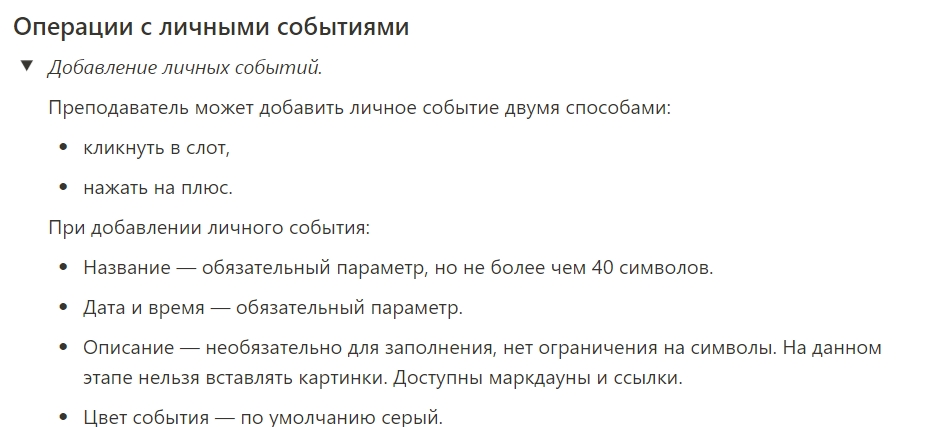 Операции с личными событиями
Добавление личных событий.
Преподаватель может добавить личное событие двумя способами:
кликнуть в слот,
нажать на плюс.
При добавлении личного события:
Название — обязательный параметр, но не более чем 40 символов.
Дата и время — обязательный параметр.
Описание — необязательно для заполнения, нет ограничения на символы. На данном
этапе нельзя вставлять картинки. Доступны маркдауны и ссылки.
Цвет события — по умолчанию серый.